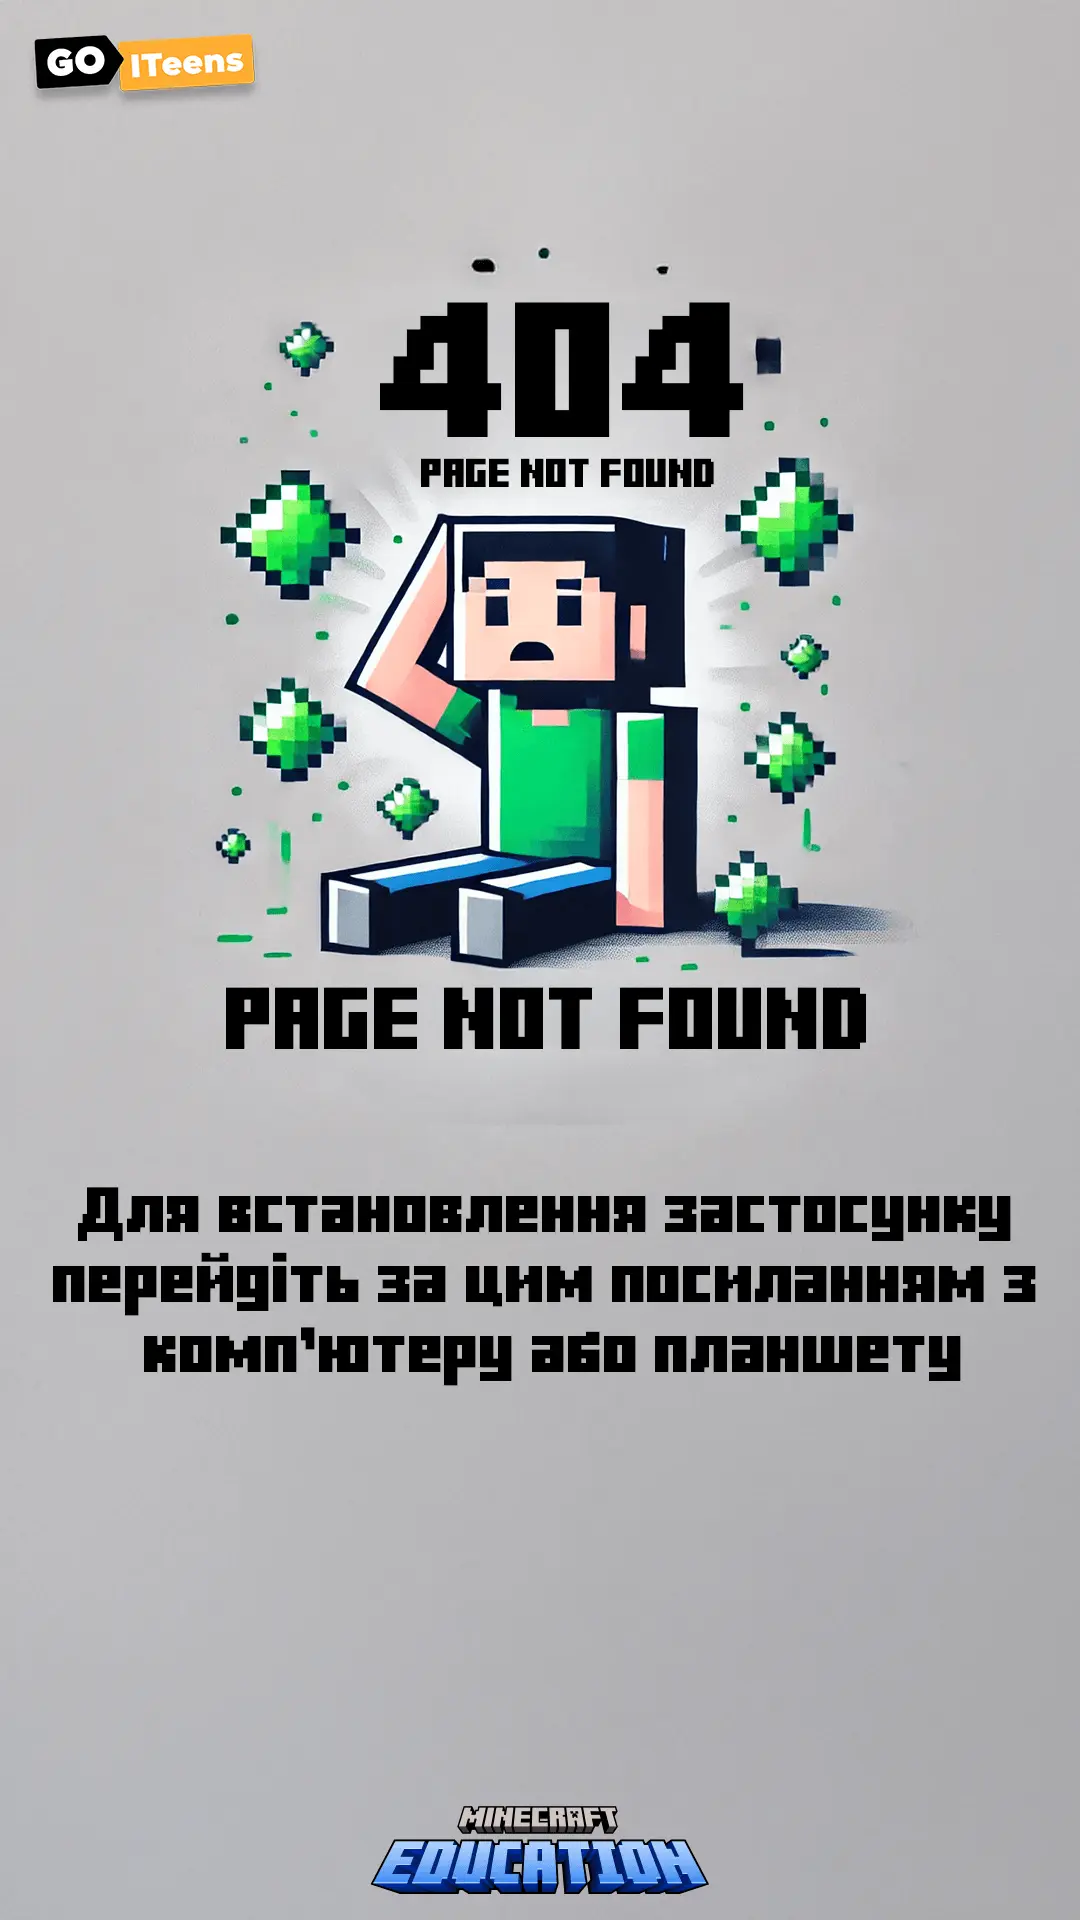 GO ITeens
404
PAGE NOT FOUND
PAGE NOT FOUND
Для встановлення застосунку
перейдіть за цим посиланням з
комп'ютеру або планшету
MINECRAFT
EDUCATION